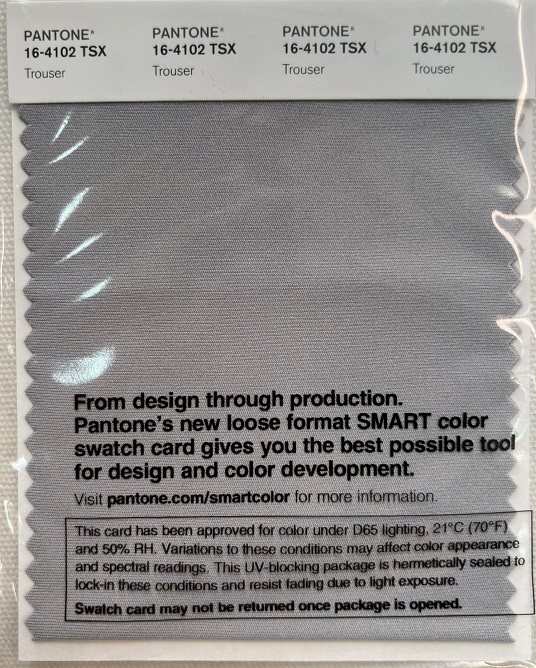 PANTONE® PANTONE® PANTONE® PANTONE®
16-4102 TSX 16-4102 TSX 16-4102 TSX 16-4102 TSX
Trouser Trouser Trouser Trouser
From design through production.
Pantone's new loose format SMART color
swatch card gives you the best possible tool
for design and color development.
Visit pantone.com/smartcolor for more information.
This card has been approved for color under D65 lighting, 21°C (70°F)
and 50% RH. Variations to these conditions may affect color appearance
and spectral readings. This UV-blocking package is hermetically sealed to
lock-in these conditions and resist fading due to light exposure.
Swatch card may not be returned once package is opened.